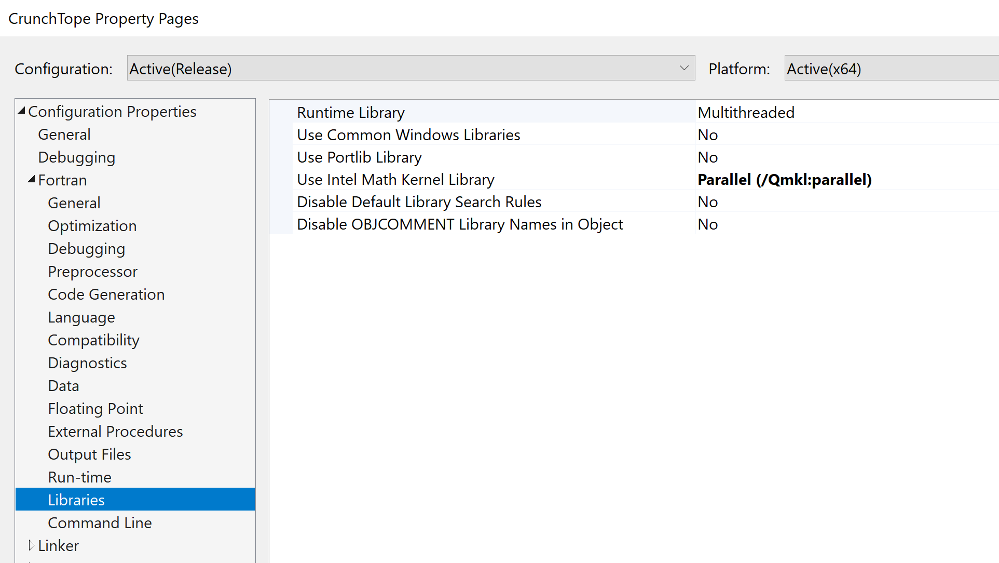 CrunchTope Property Pages
Configuration: Active(Release) Platform: Active(x64)
Configuration Properties
General
Debugging
Fortran
General
Optimization
Debugging
Preprocessor
Code Generation
Language
Compatibility
Diagnostics
Data
Floating Point
External Procedures
Output Files
Run-time
Libraries
Command Line
Linker
Runtime Library Multithreaded
Use Common Windows Libraries No
Use Portlib Library No
Use Intel Math Kernel Library Parallel (/Qmkl:parallel)
Disable Default Library Search Rules No
Disable OBJCOMMENT Library Names in Object No